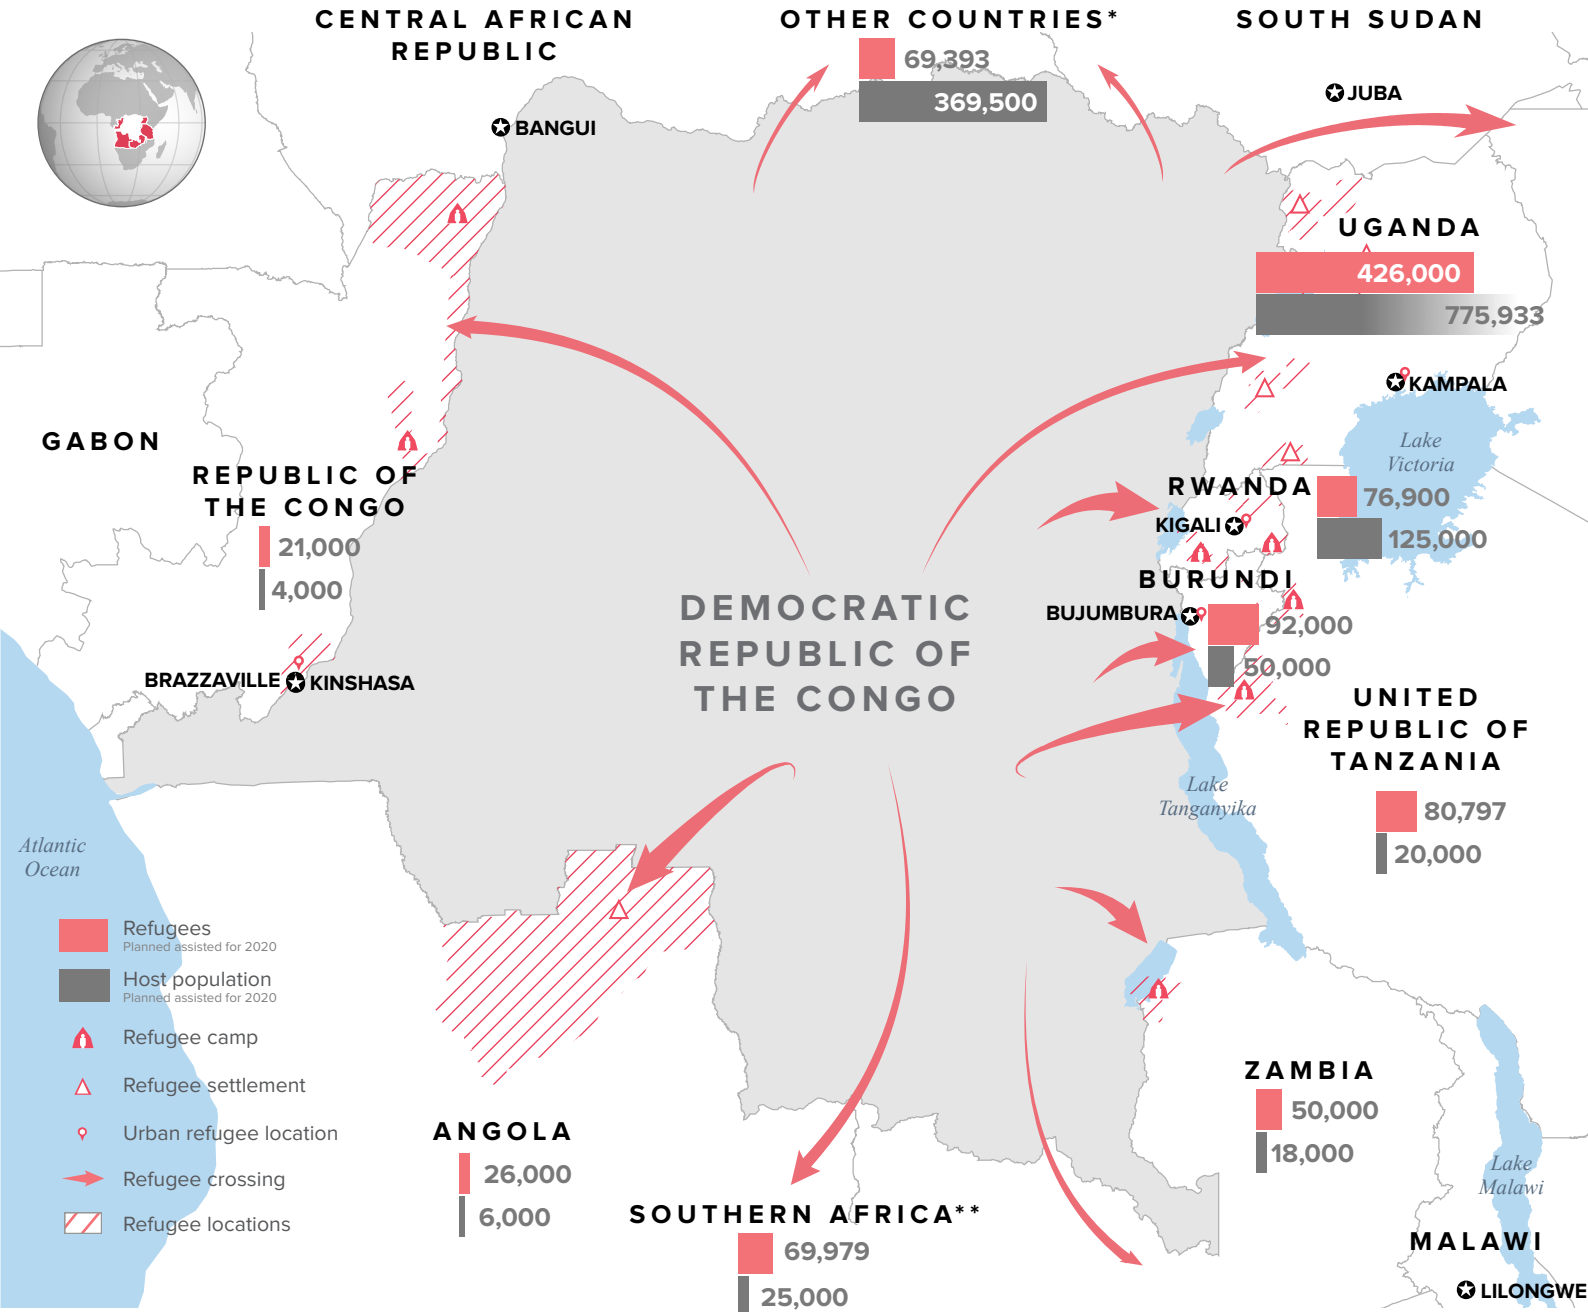 CENTRAL AFRICAN
REPUBLIC
OTHER COUNTRIES*
69,393
369,500
SOUTH SUDAN
JUBA
BANGUI
UGANDA
426,000
775,933
KAMPALA
Lake
Victoria
GABON
REPUBLIC OF
THE CONGO
21,000
4,000
RWANDA
76,900
125,000
KIGALI
BURUNDI
BUJUMBURA
92,000
50,000
DEMOCRATIC
REPUBLIC OF
THE CONGO
BRAZZAVILLE
KINSHASA
UNITED
REPUBLIC OF
TANZANIA
80,797
20,000
Lake
Tanganyika
Atlantic
Ocean
Refugees
Planned assisted for 2020
Host population
Planned assisted for 2020
Refugee camp
Refugee settlement
Urban refugee location
Refugee crossing
Refugee locations
ANGOLA
26,000
6,000
SOUTHERN AFRICA**
69,979
25,000
ZAMBIA
50,000
18,000
Lake
Malawi
MALAWI
LILONGWE